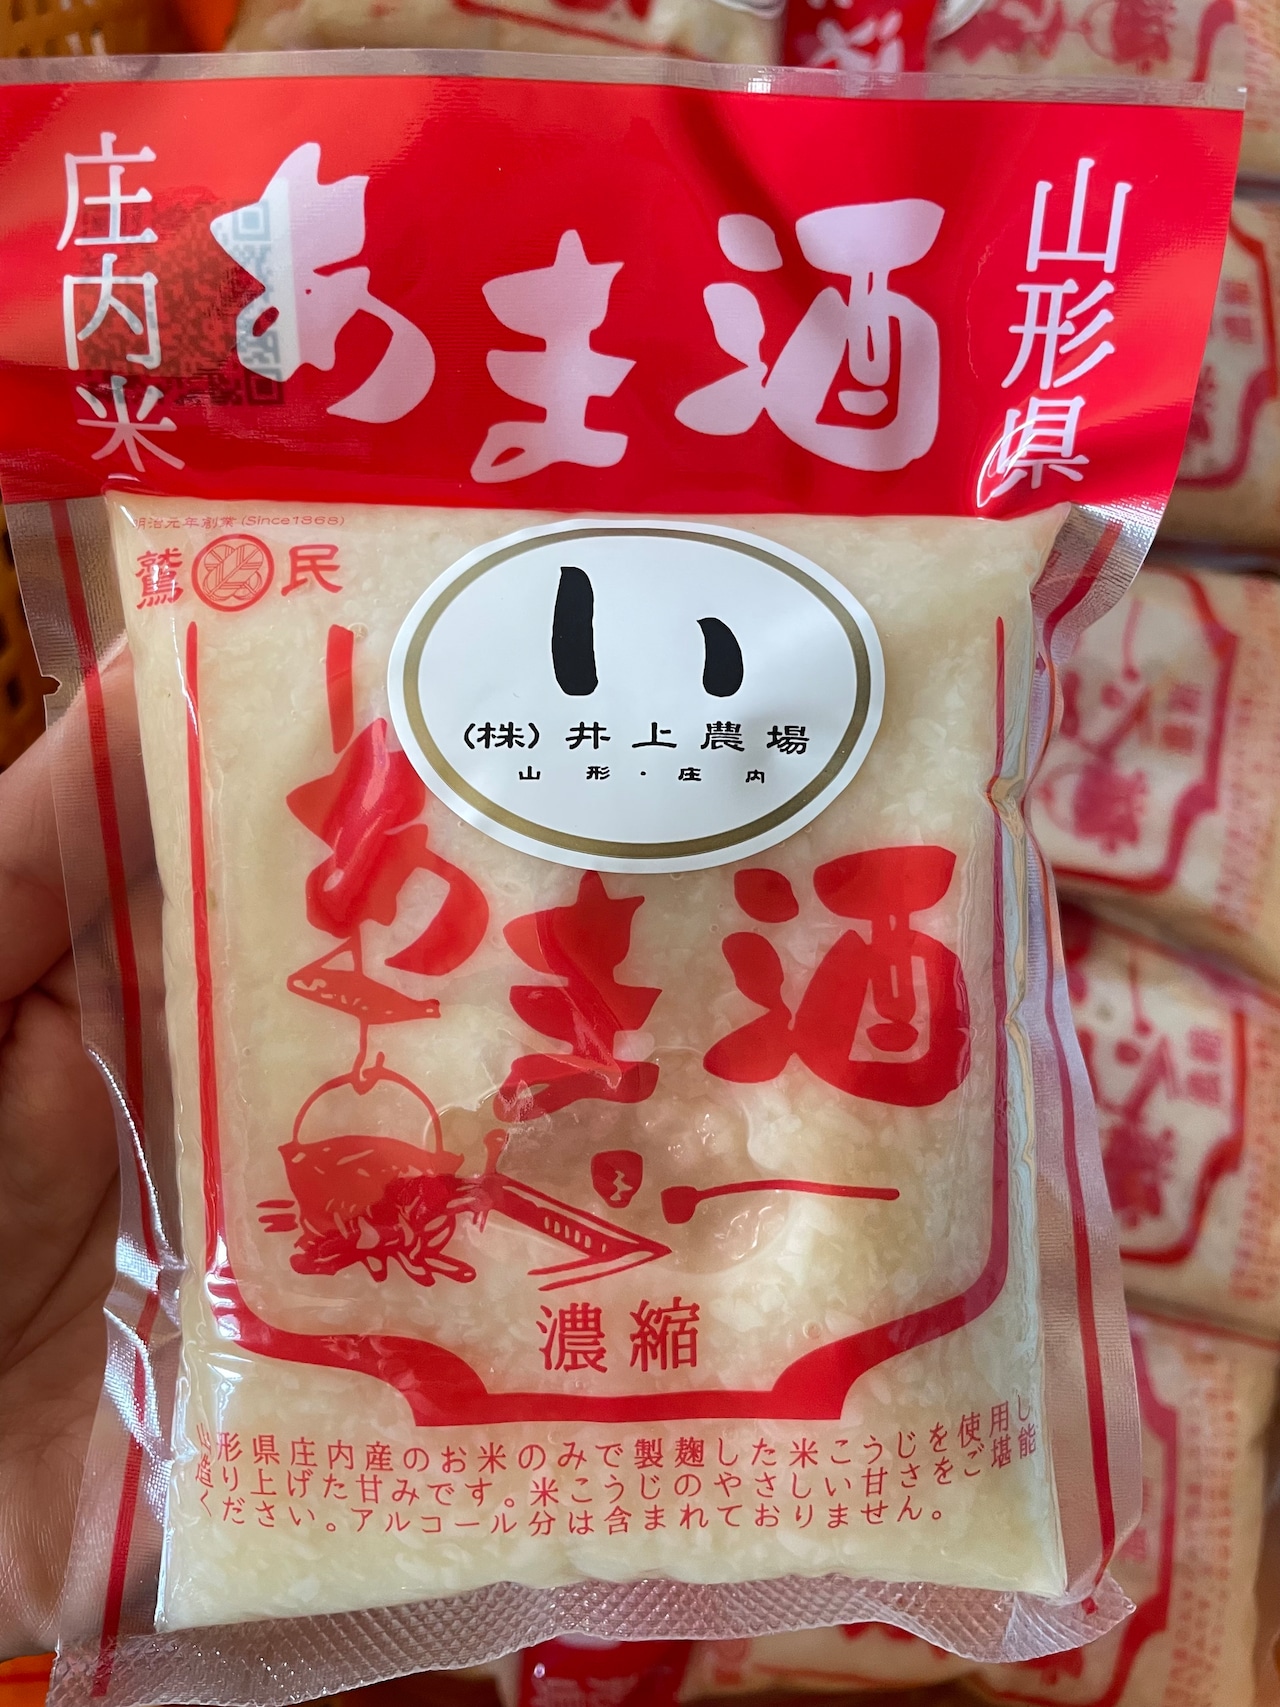 山形県
あま酒
庄内米
明治元年創業(Since1868)
鷲民
い
(株)井上農場
山形・庄内
あま酒
濃縮
山形県庄内産のお米のみで製麹した米こうじを使用し
造り上げた甘みです。米こうじのやさしい甘さをご堪能
ください。アルコール分は含まれておりません。